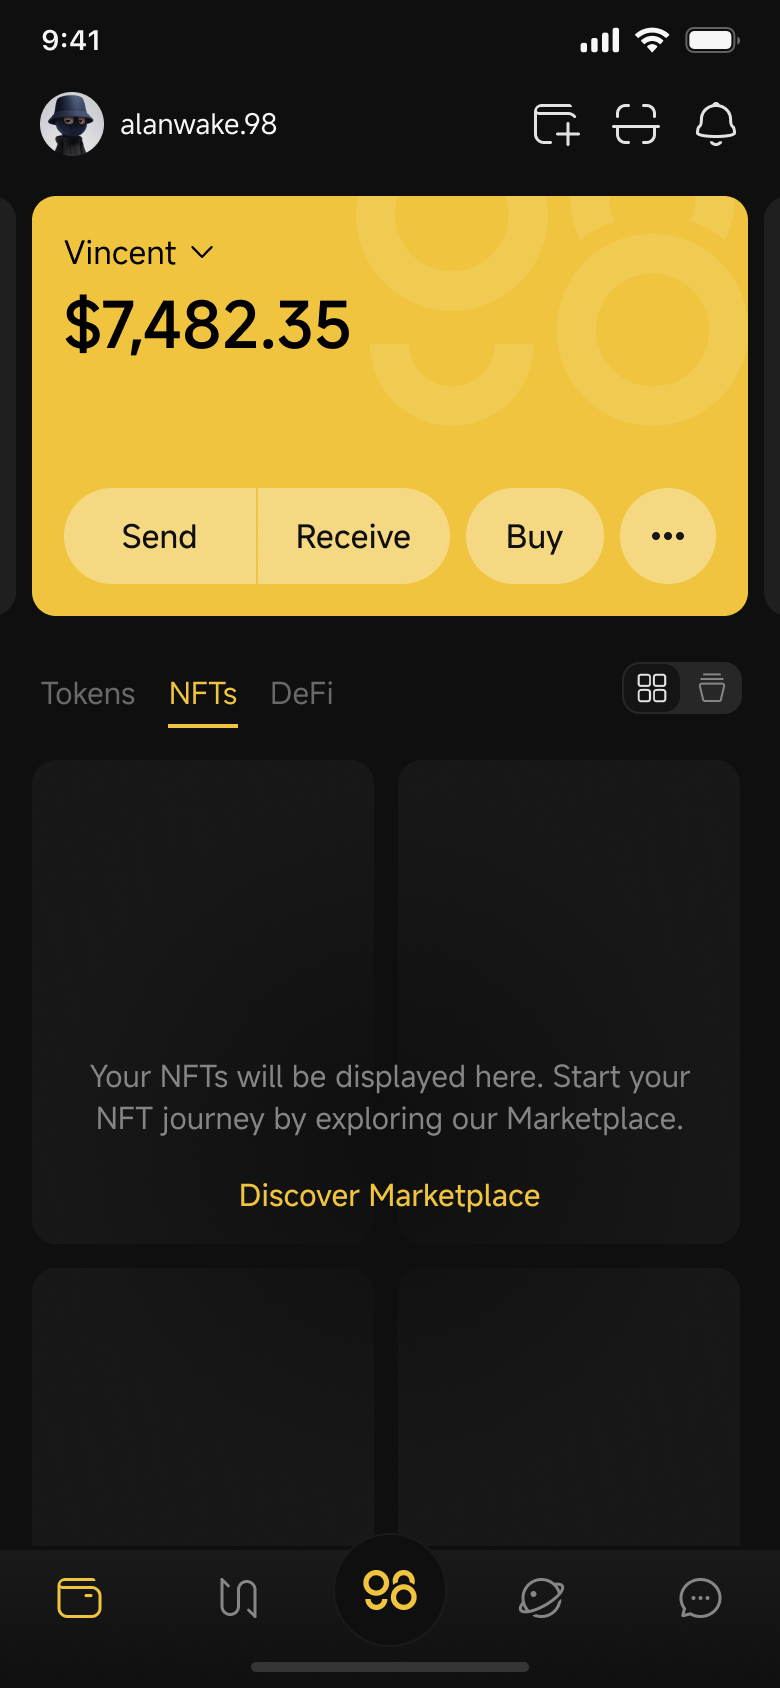 9:41
alanwake.98
Vincent
$7,482.35
Send
Receive
Buy
Tokens
NFTs
DeFi
Your NFTs will be displayed here. Start your
NFT journey by exploring our Marketplace.
Discover Marketplace
98